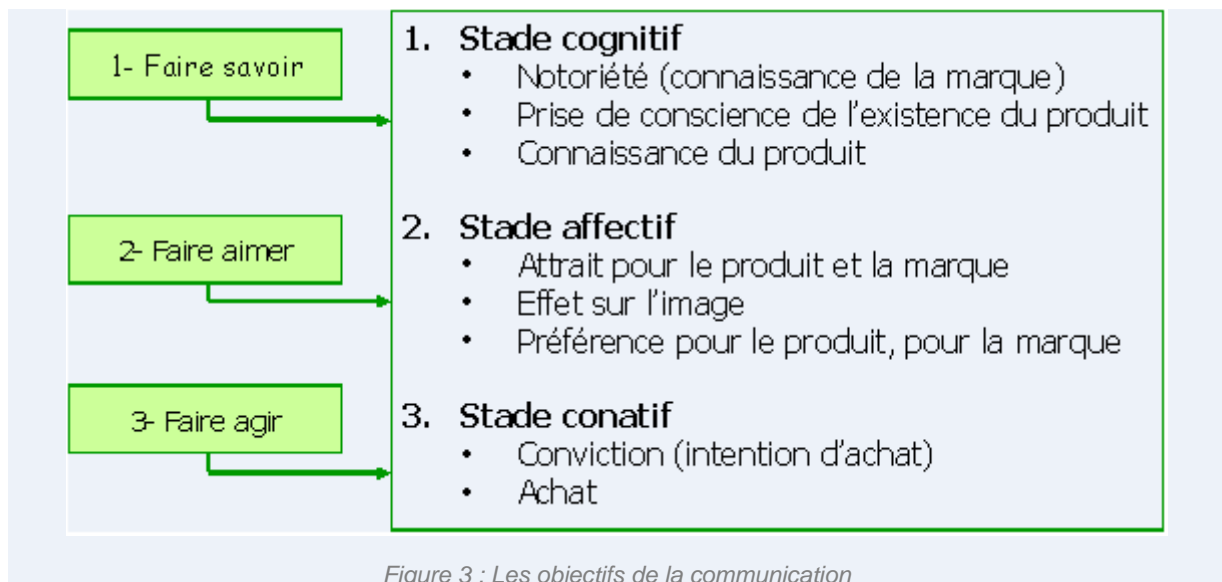 1- Faire savoir
1. Stade cognitif
• Notoriété (connaissance de la marque)
• Prise de conscience de l'existence du produit
• Connaissance du produit
2- Faire aimer
2. Stade affectif
• Attrait pour le produit et la marque
• Effet sur l'image
• Préférence pour le produit, pour la marque
3- Faire agir
3. Stade conatif
• Conviction (intention d'achat)
• Achat
Figure 3 : Les objectifs de la communication